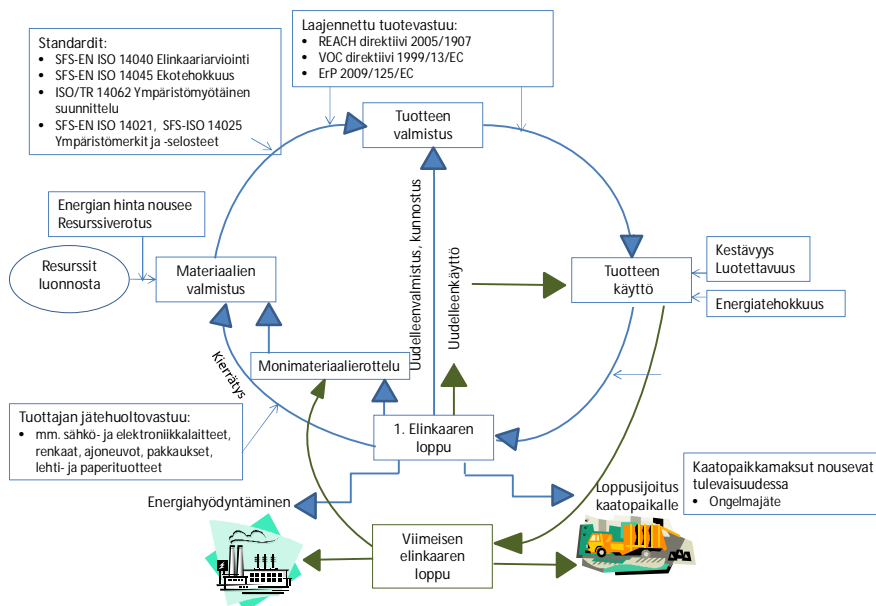 Standardit:
• SFS-EN ISO 14040 Elinkaariarviointi
• SFS-EN ISO 14045 Ekotehokkuus
• ISO/TR 14062 Ympäristömyötäinen
suunnittelu
• SFS-EN ISO 14021, SFS-ISO 14025
Ympäristömerkit ja -selosteet
Laajennettu tuotevastuu:
• REACH direktiivi 2005/1907
• VOC direktiivi 1999/13/EC
• ErP 2009/125/EC
Tuotteen
valmistus
Energian hinta nousee
Resurssiverotus
Resurssit
luonnosta
Materiaalien
valmistus
Uudelleenvalmistus, kunnostus
Uudelleenkäyttö
Tuotteen
käyttö
Kestävyys
Luotettavuus
Energiatehokkuus
Kierrätys
Monimateriaalierottelu
Tuottajan jätehuoltovastuu:
• mm. sähkö- ja elektroniikkalaitteet,
renkaat, ajoneuvot, pakkaukset,
lehti- ja paperituotteet
1. Elinkaaren
loppu
Energiahyödyntäminen
Loppusijoitus
kaatopaikalle
Kaatopaikkamaksut nousevat
tulevaisuudessa
• Ongelmajäte
Viimeisen
elinkaaren
loppu